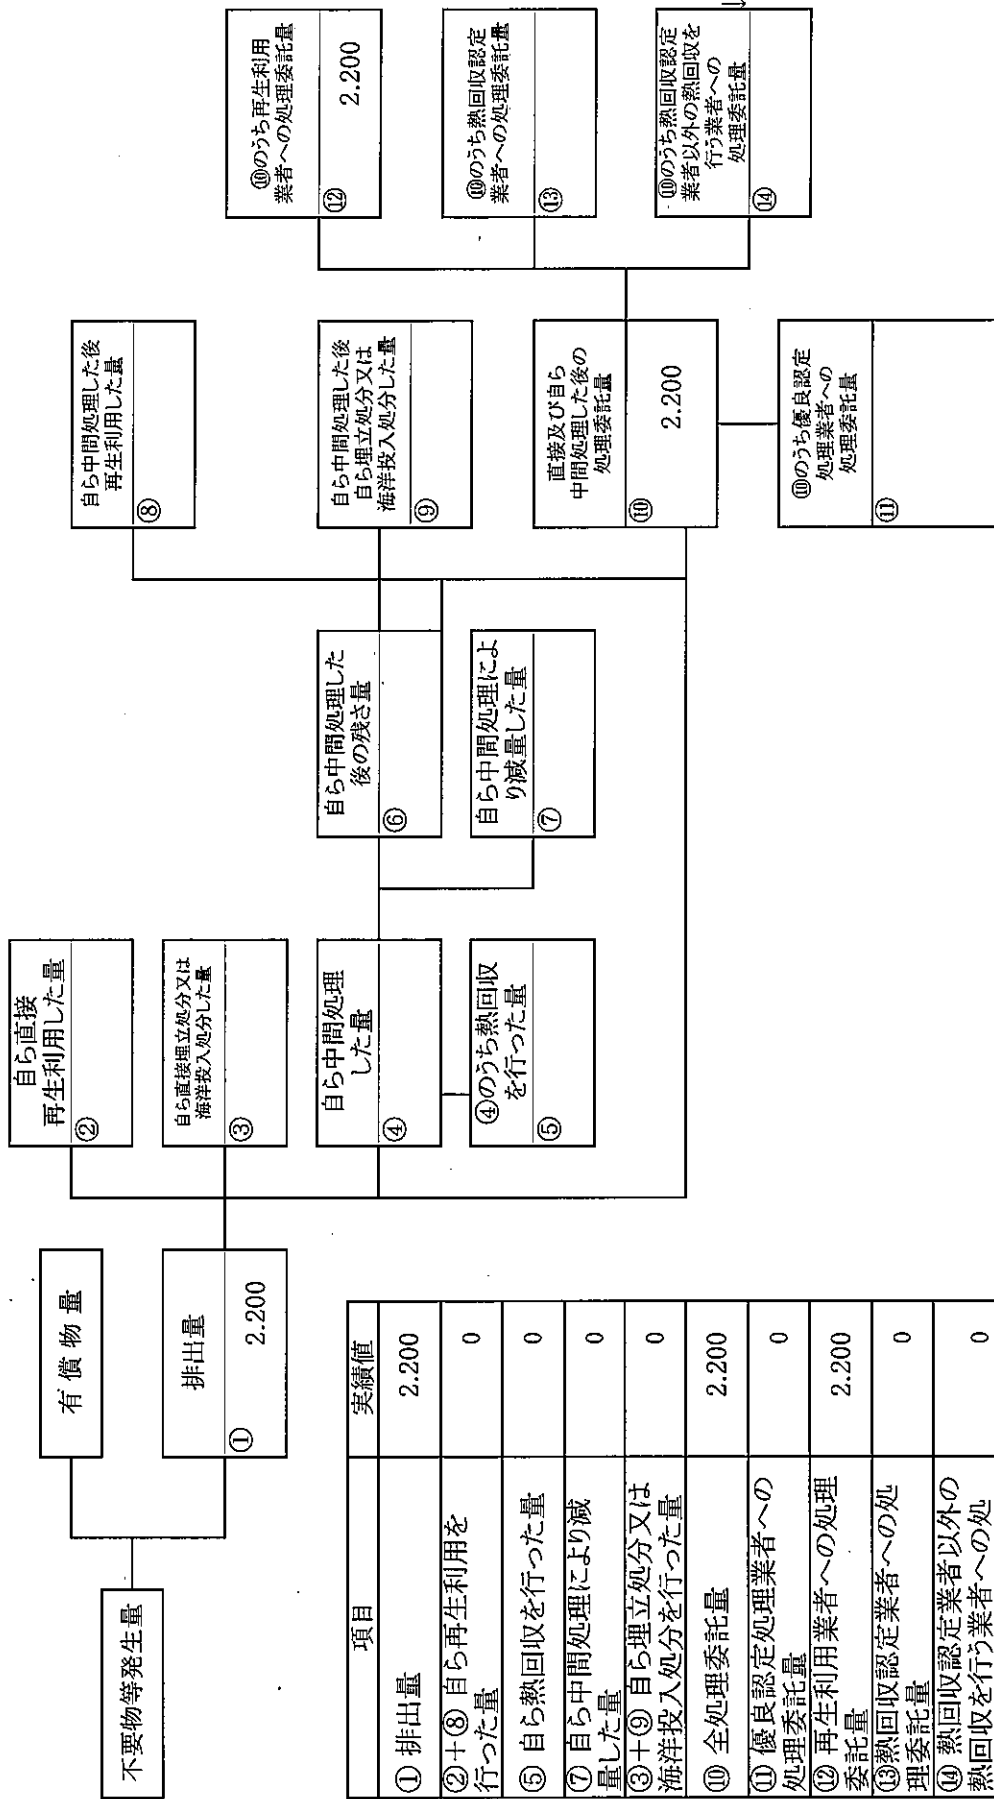 不要物等発生量
有償物量
排出量
①
2.200
自ら直接
再生利用した量
②
自ら直接埋立処分又は
海洋投入処分した量
③
自ら中間処理
した量
④
④のうち熱回収
を行った量
⑤
自ら中間処理した
後の残さ量
⑥
自ら中間処理によ
り減量した量
⑦
自ら中間処理した後
再生利用した量
⑧
自ら中間処理した後
自ら埋立処分又は
海洋投入処分した量
⑨
直接及び自ら
中間処理した後の
処理委託量
⑩
2.200
⑩のうち優良認定
処理業者への
処理委託量
⑪
⑩のうち再生利用
業者への処理委託量
⑫
2.200
⑩のうち熱回収認定
業者への処理委託量
⑬
⑩のうち熱回収認定
業者以外の熱回収を
行う業者への
処理委託量
⑭
項目 実績値
① 排出量 2.200
②+⑧ 自ら再生利用を
行った量 0
⑤ 自ら熱回収を行った量 0
⑦ 自ら中間処理により減
量した量 0
③+⑨ 自ら埋立処分又は
海洋投入処分を行った量 0
⑩ 全処理委託量 2.200
⑪ 優良認定処理業者への
処理委託量 0
⑫ 再生利用業者への処理
委託量 2.200
⑬熱回収認定業者への処
理委託量 0
⑭ 熱回収認定業者以外の
熱回収を行う業者への処 0